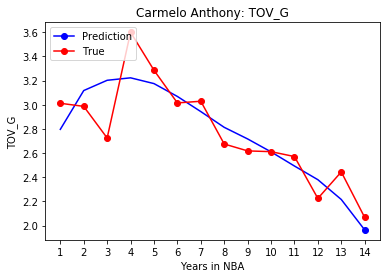 Carmelo Anthony: TOV_G
Prediction
True
3.6
3.4
3.2
3.0
2.8
2.6
2.4
2.2
2.0
TOV_G
1 2 3 4 5 6 7 8 9 10 11 12 13 14
Years in NBA